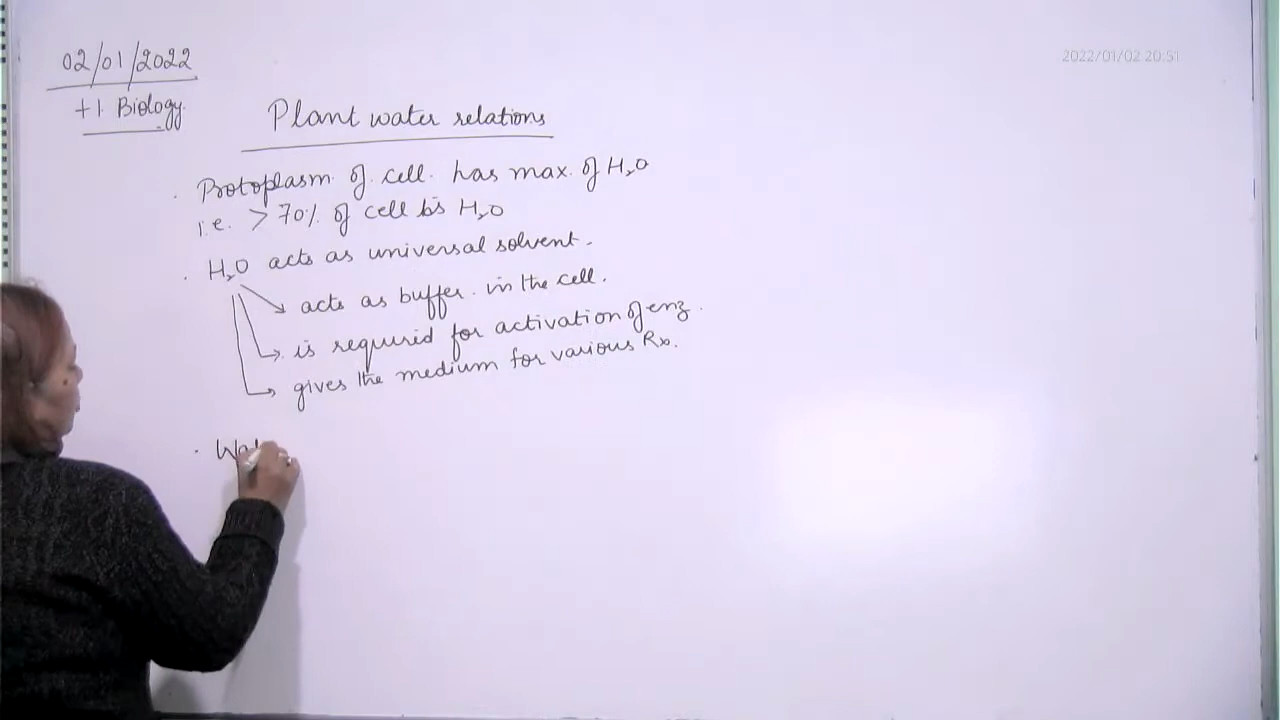 02/01/2022
2022/01/02 20:51
+1 Biology.
Plant water relations
. Protoplasm of cell has max. of H2O
i.e. > 70% of cell is H2O
. H2O acts as universal solvent.
acts as buffer in the cell.
is required for activation of enz.
gives the medium for various Rx.
. Wat